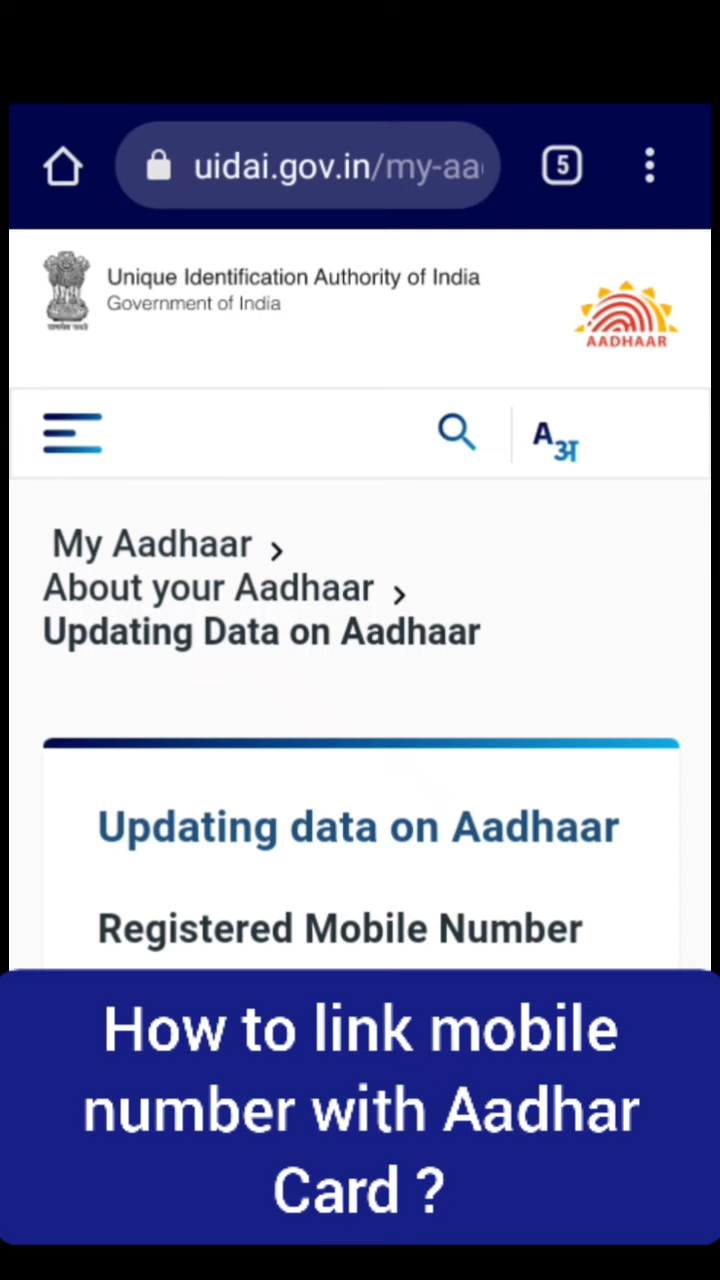 5
uidai.gov.in/my-aa
Unique Identification Authority of India
Government of India
AADHAAR
A
अ
My Aadhaar >
About your Aadhaar >
Updating Data on Aadhaar
Updating data on Aadhaar
Registered Mobile Number
How to link mobile
number with Aadhar
Card ?